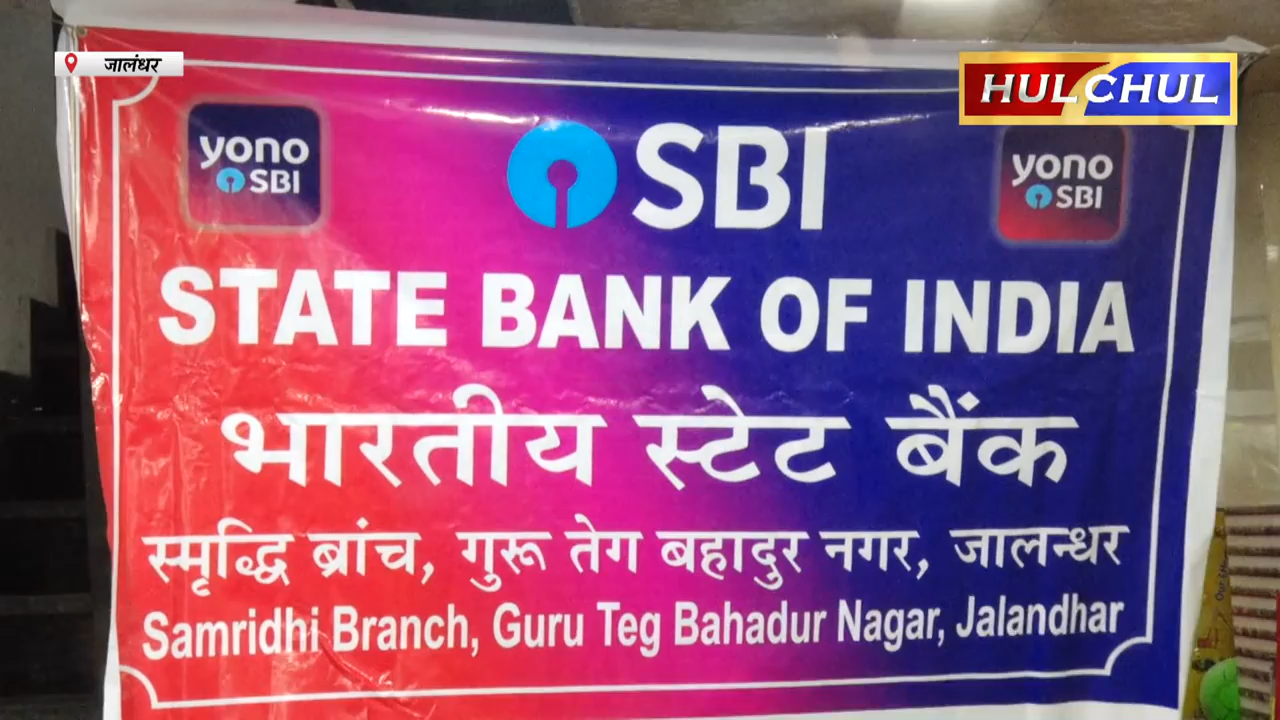 जालंधर
HULCHUL
yono
SBI
SBI
yono
SBI
STATE BANK OF INDIA
भारतीय स्टेट बैंक
स्मृद्धि ब्रांच, गुरू तेग बहादुर नगर, जालन्धर
Samridhi Branch, Guru Teg Bahadur Nagar, Jalandhar